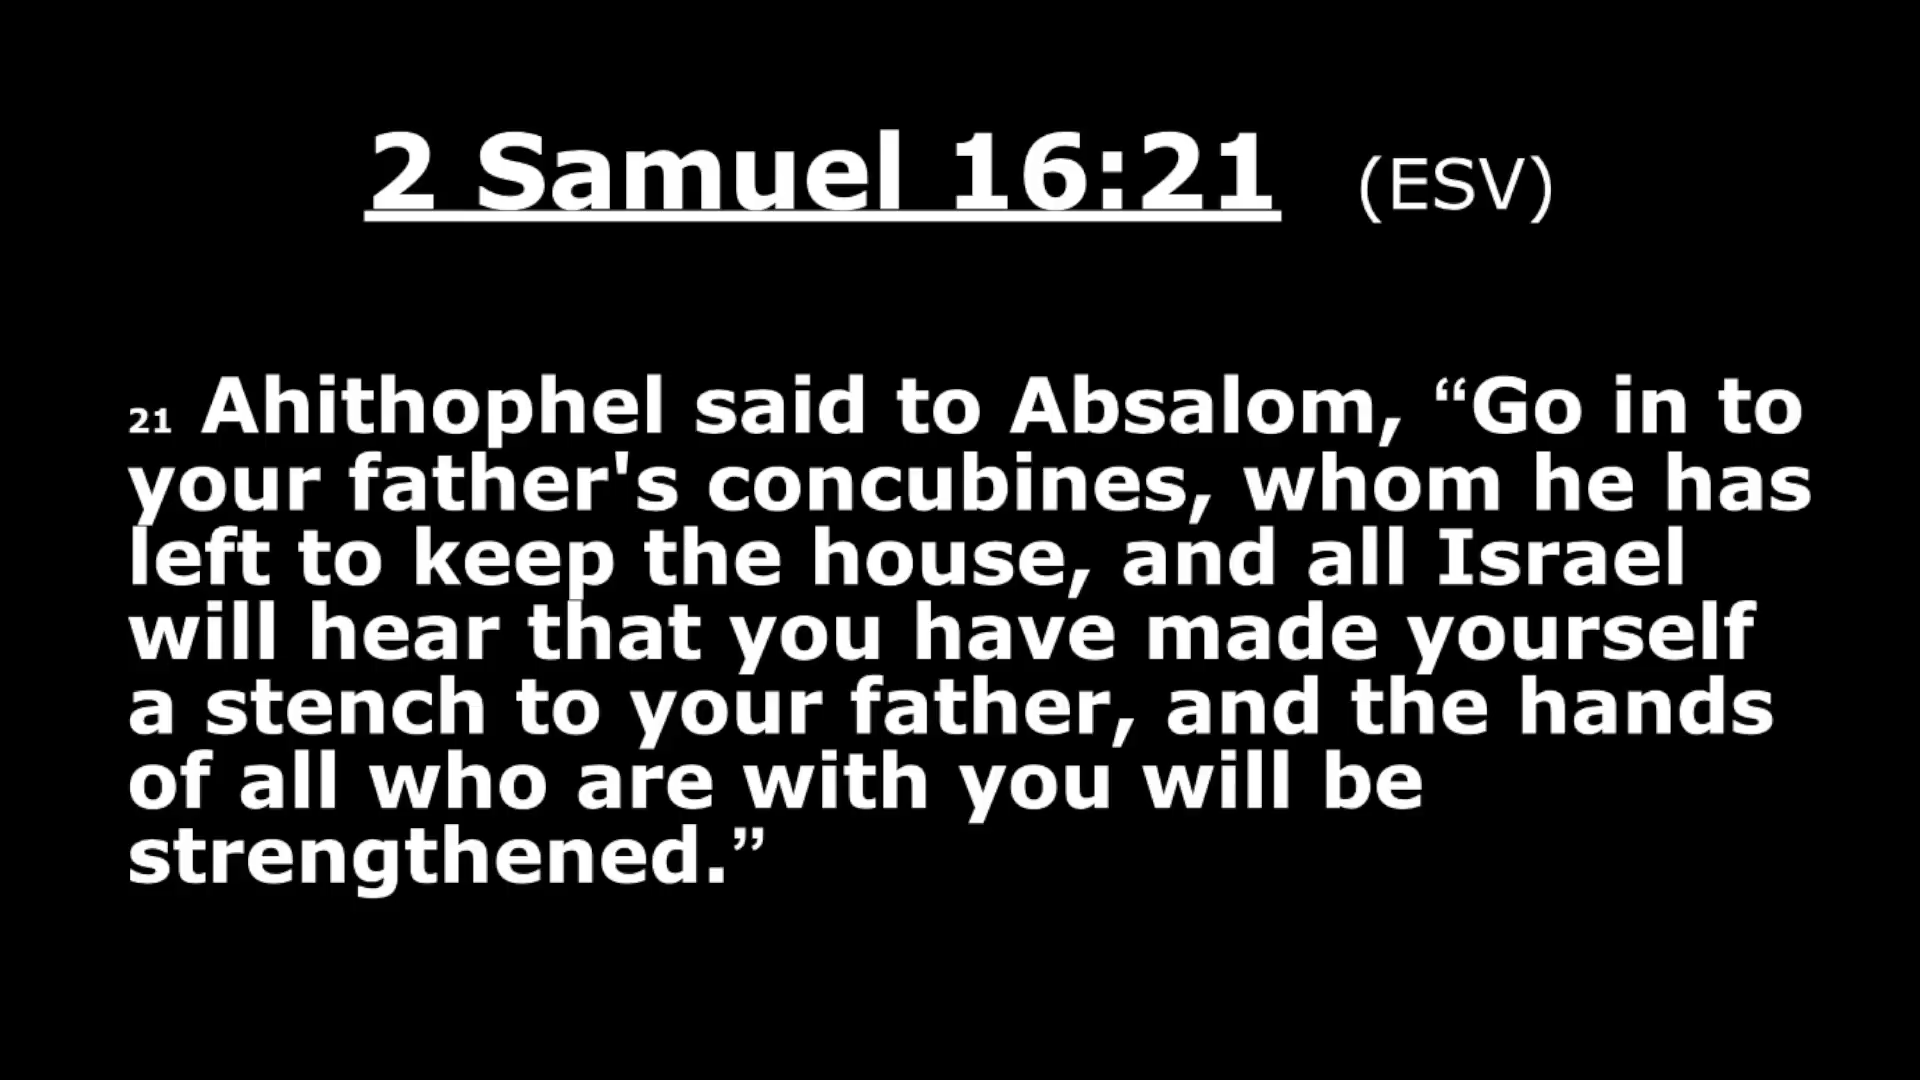 2 Samuel 16:21 (ESV)
21 Ahithophel said to Absalom, “Go in to
your father's concubines, whom he has
left to keep the house, and all Israel
will hear that you have made yourself
a stench to your father, and the hands
of all who are with you will be
strengthened.”